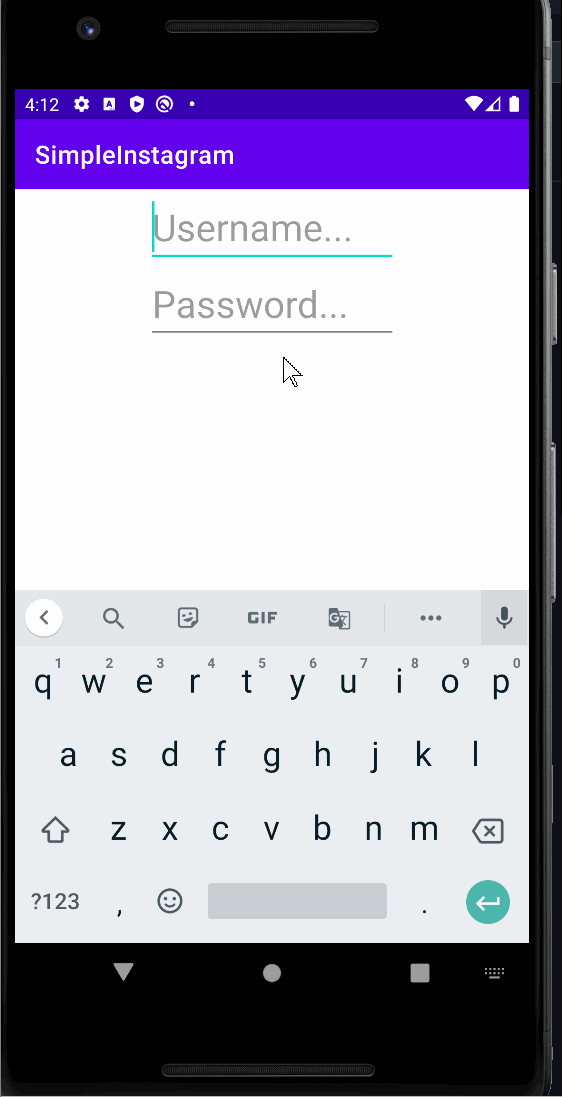 4:12
SimpleInstagram
Username...
Password...
GIF
1 2 3 4 5 6 7 8 9 0
q w e r t y u i o p
a s d f g h j k l
z x c v b n m
?123 , .